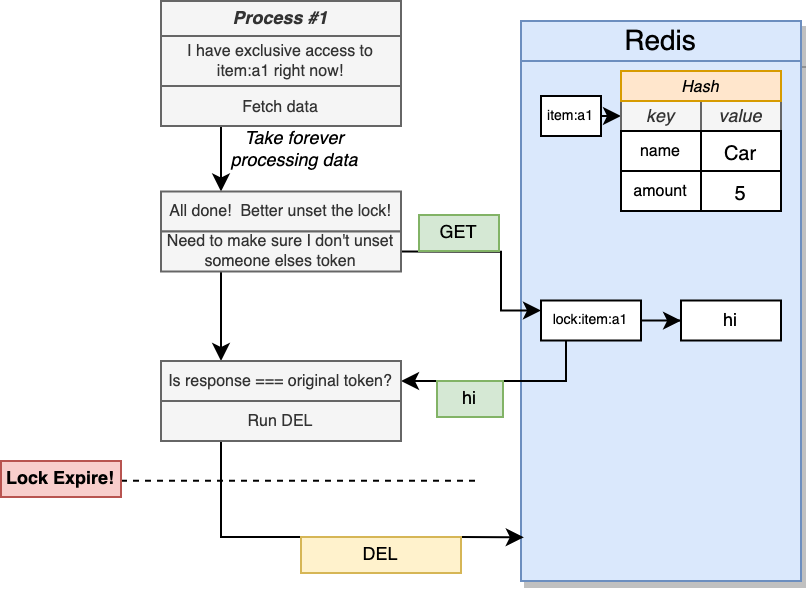 Process #1
I have exclusive access to
item:a1 right now!
Fetch data
Take forever
processing data
All done!  Better unset the lock!
Need to make sure I don't unset
someone elses token
GET
Is response === original token?
Run DEL
hi
Lock Expire!
DEL
Redis
Hash
item:a1
key value
name Car
amount 5
lock:item:a1
hi